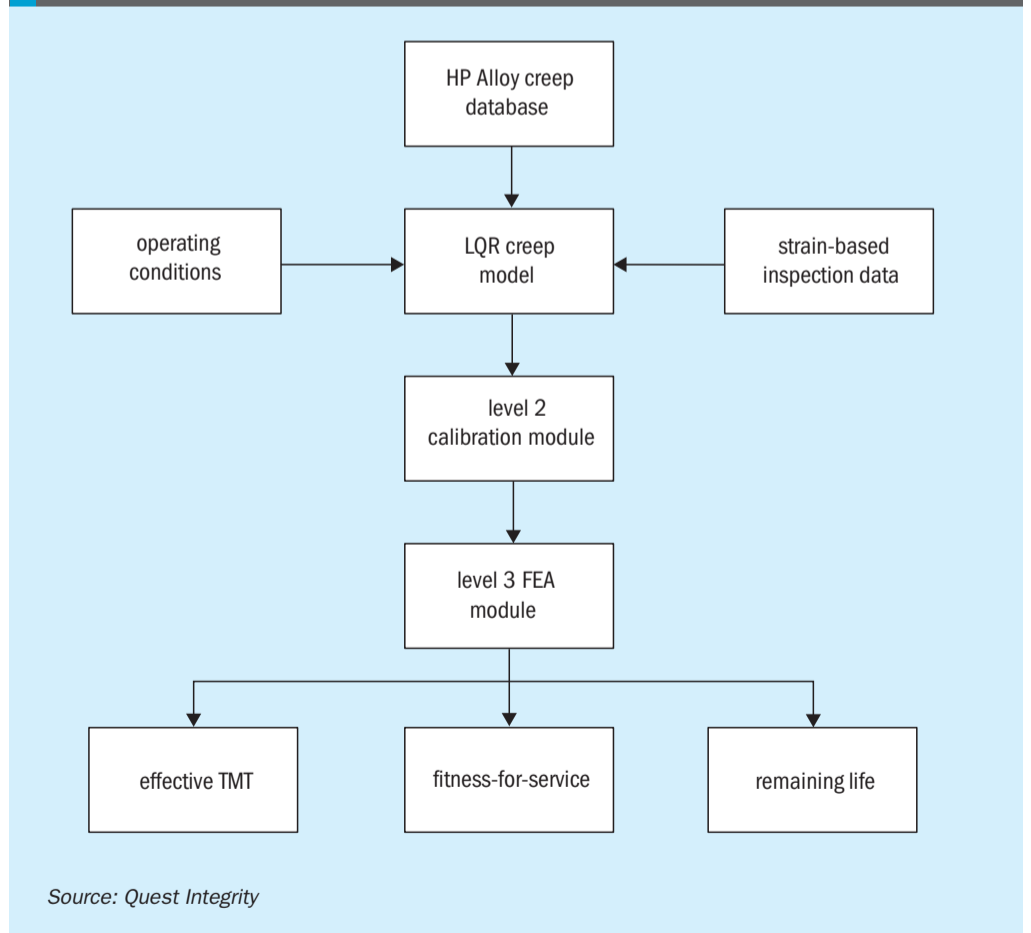 HP Alloy creep
database
operating
conditions
LQR creep
model
strain-based
inspection data
level 2
calibration module
level 3 FEA
module
effective TMT
fitness-for-service
remaining life
Source: Quest Integrity